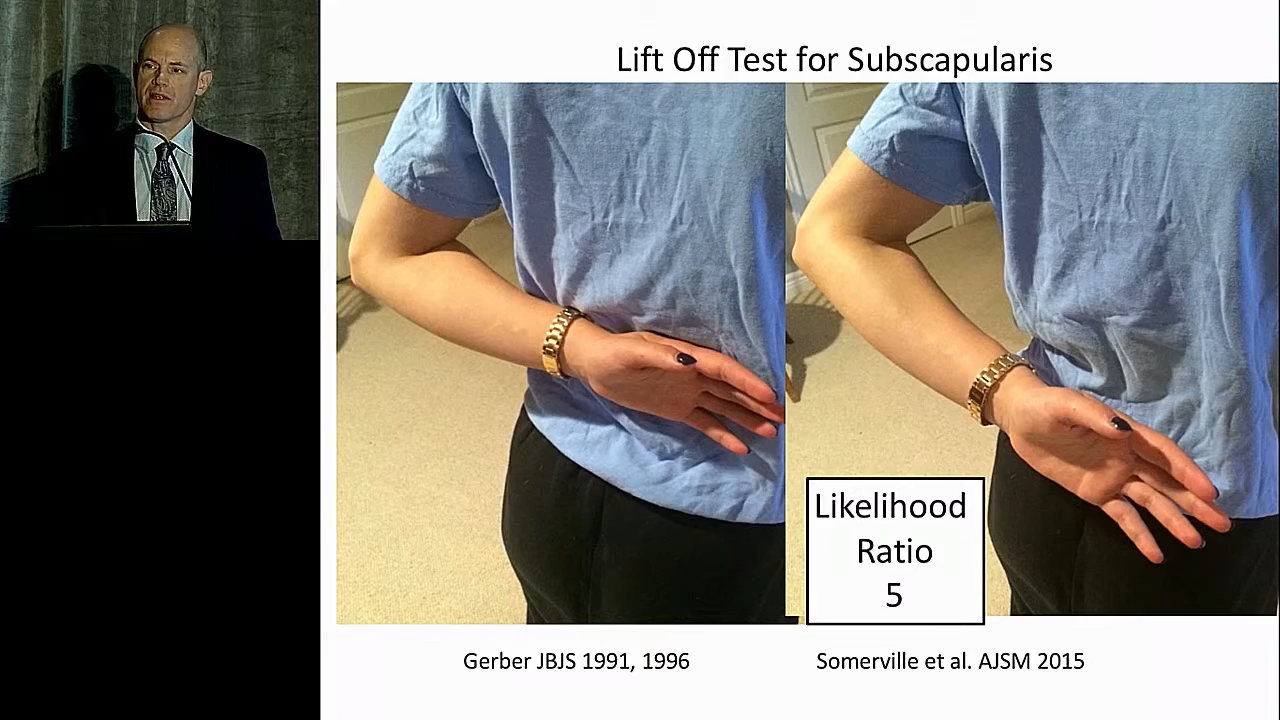 Lift Off Test for Subscapularis
Likelihood
Ratio
5
Gerber JBJS 1991, 1996
Somerville et al. AJSM 2015